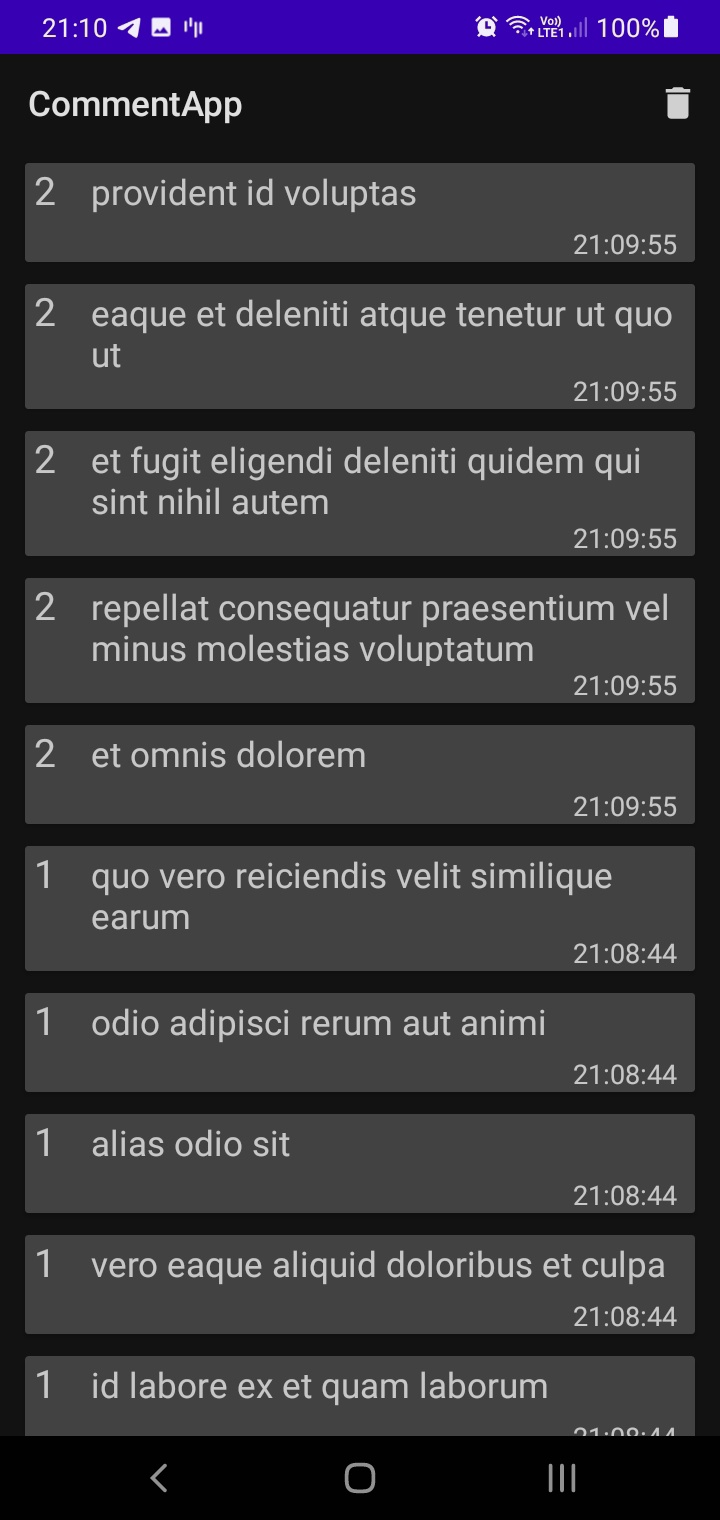 21:10 Vo)) LTE1 100%
CommentApp
2 provident id voluptas
21:09:55
2 eaque et deleniti atque tenetur ut quo
ut
21:09:55
2 et fugit eligendi deleniti quidem qui
sint nihil autem
21:09:55
2 repellat consequatur praesentium vel
minus molestias voluptatum
21:09:55
2 et omnis dolorem
21:09:55
1 quo vero reiciendis velit similique
earum
21:08:44
1 odio adipisci rerum aut animi
21:08:44
1 alias odio sit
21:08:44
1 vero eaque aliquid doloribus et culpa
21:08:44
1 id labore ex et quam laborum
21:08:44